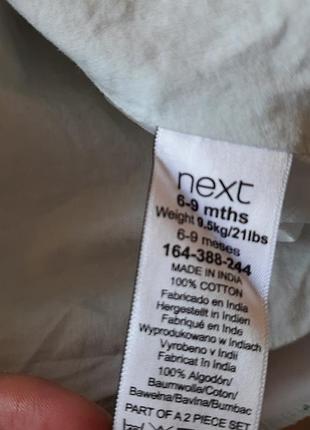 next
6-9 mths
Weight 9.5kg/21lbs
6-9 meses
164-388-244
MADE IN INDIA
100% COTTON
Fabricado en India
Hergestellt in Indien
Fabriqué en Inde
Wyprodukowano w Indiach
Vyrobeno v Indii
Fabricat în India
100% Algodón/
Baumwolle/Coton/
Bawełna/Bavlna/Bumbac
PART OF A 2 PIECE SET